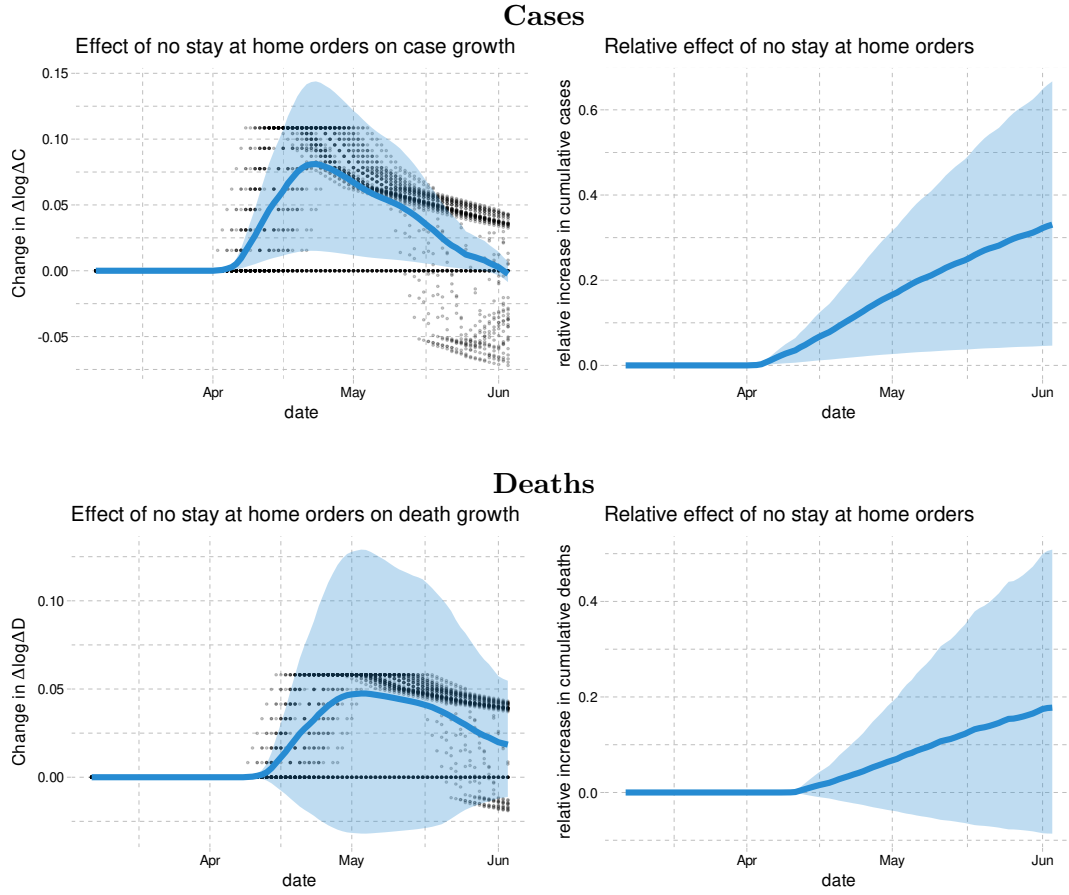 Cases
Effect of no stay at home orders on case growth
Change in ΔlogΔC
0.15
0.10
0.05
0.00
-0.05
Apr
May
Jun
date
Relative effect of no stay at home orders
relative increase in cumulative cases
0.6
0.4
0.2
0.0
Apr
May
Jun
date
Deaths
Effect of no stay at home orders on death growth
Change in ΔlogΔD
0.10
0.05
0.00
Apr
May
Jun
date
Relative effect of no stay at home orders
relative increase in cumulative deaths
0.4
0.2
0.0
Apr
May
Jun
date